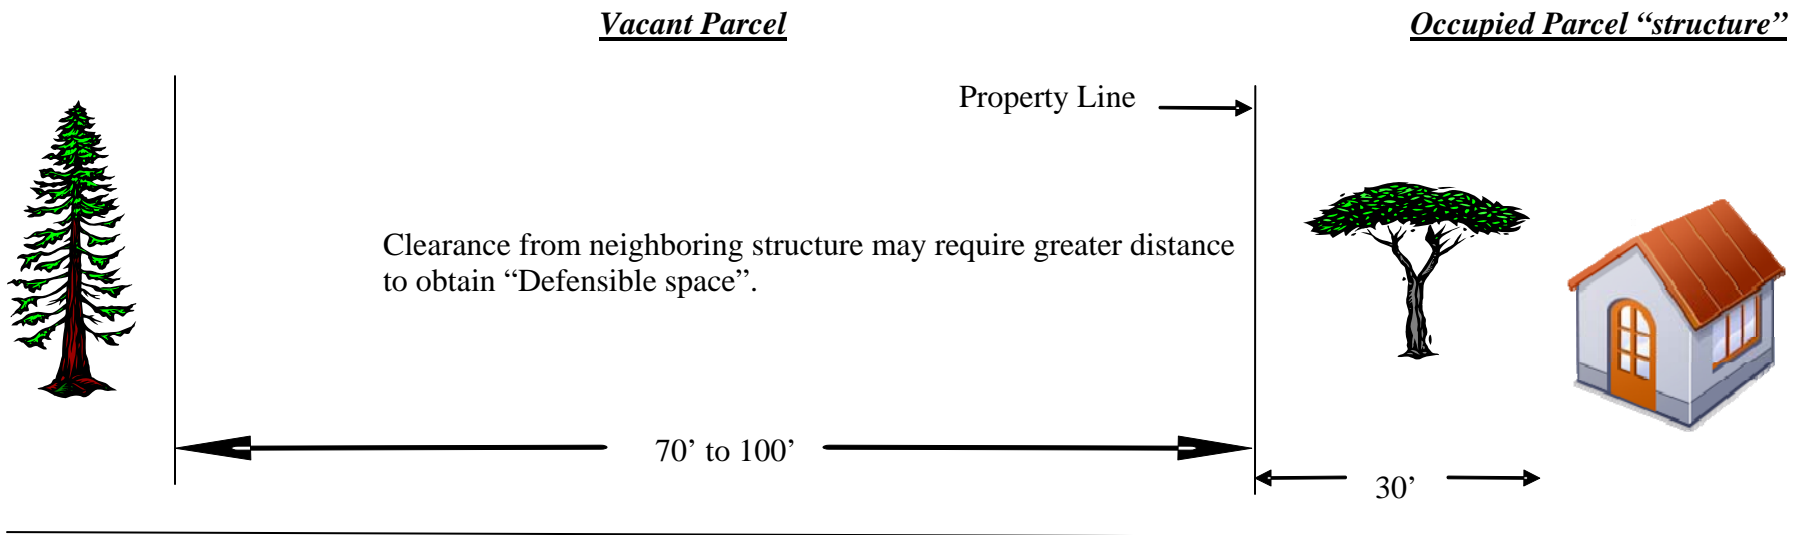 Vacant Parcel
Occupied Parcel “structure”
Property Line
Clearance from neighboring structure may require greater distance
to obtain “Defensible space”.
70’ to 100’
30’